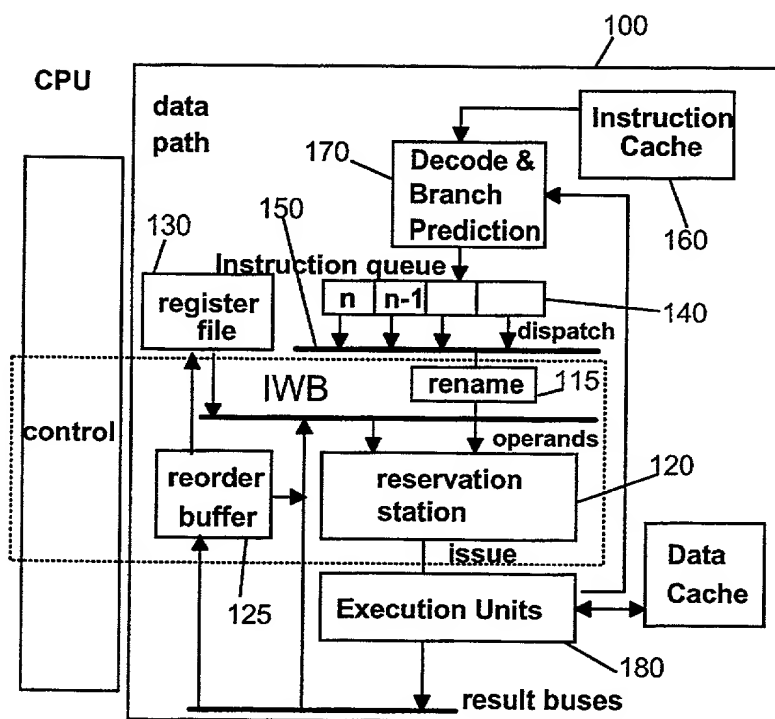 100
CPU
data
path
Instruction
Cache
170
Decode &
Branch
Prediction
160
130
150
Instruction queue
n
n-1
140
register
file
dispatch
IWB
rename
115
control
operands
120
reorder
buffer
reservation
station
issue
125
Execution Units
Data
Cache
180
result buses